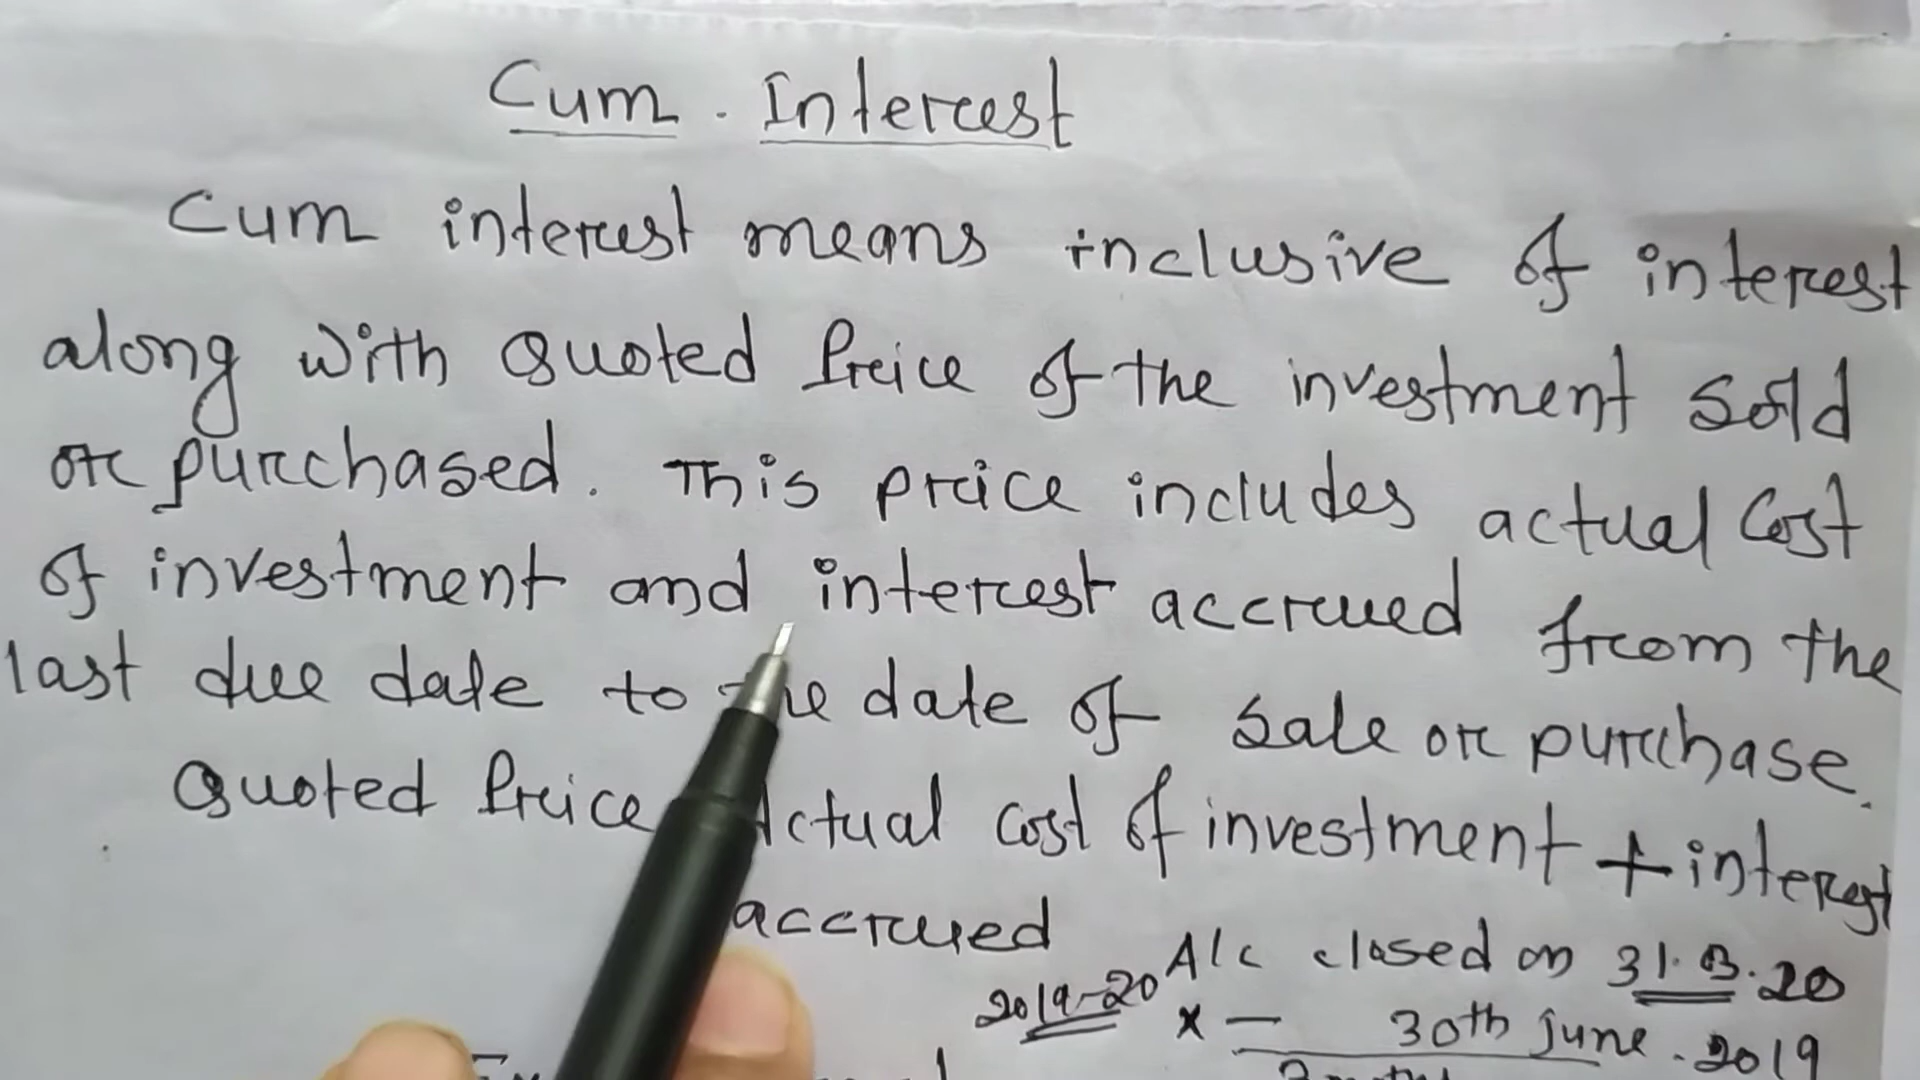 Cum - Interest
Cum interest means inclusive of interest
along with quoted Price of the investment sold
or purchased. This price includes actual Cost
of investment and interest accrued from the
last due date to the date of sale or purchase.
Quoted Price Actual cost of investment + interest
accrued
A/c closed on 31.3.20
2019-20
x — 30th june. 2019